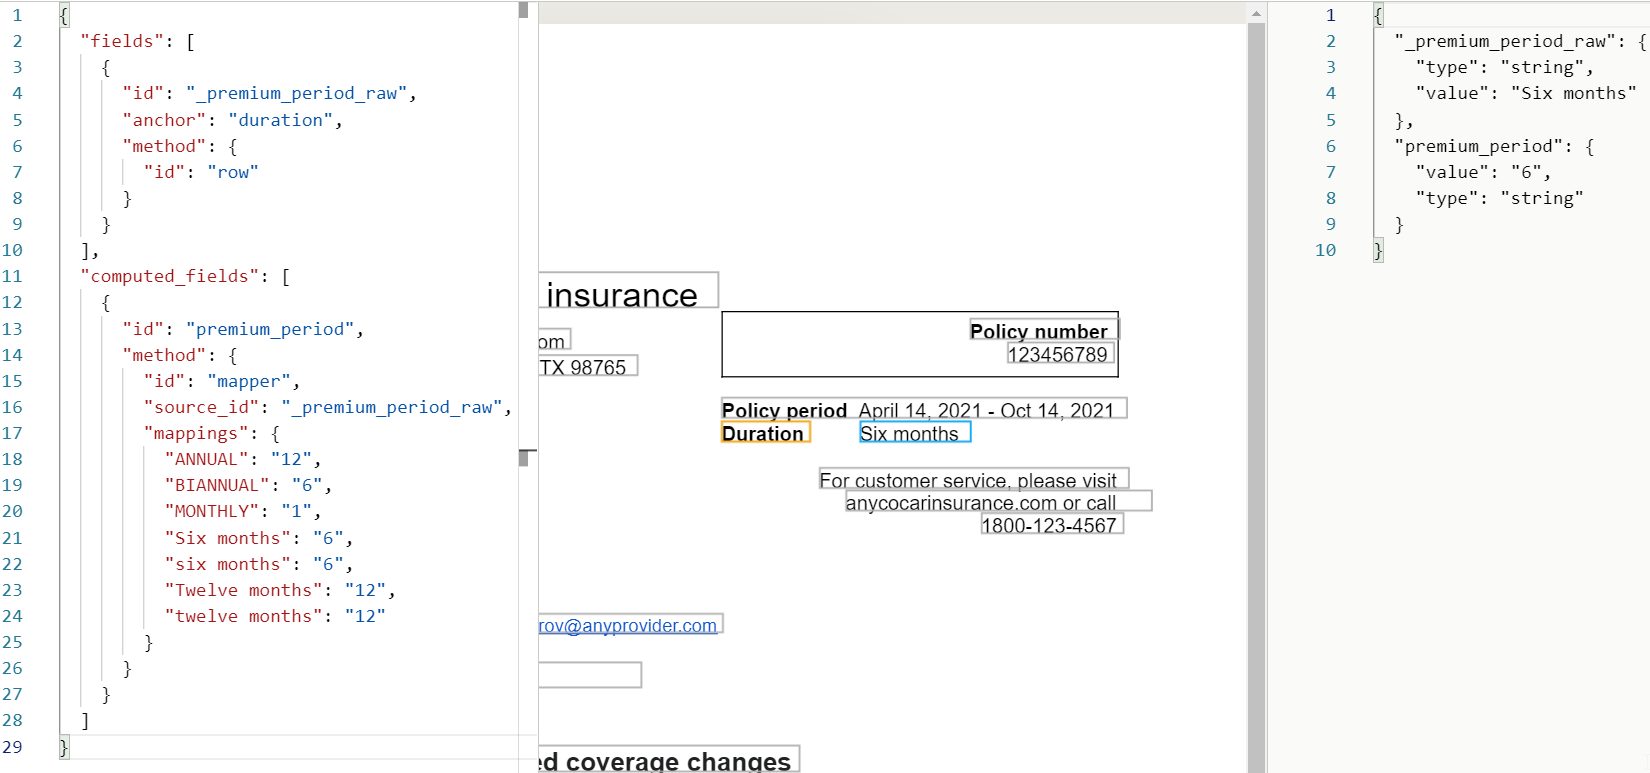 1 {
2 "fields": [
3 {
4 "id": "_premium_period_raw",
5 "anchor": "duration",
6 "method": {
7 "id": "row"
8 }
9 }
10 ],
11 "computed_fields": [
12 {
13 "id": "premium_period",
14 "method": {
15 "id": "mapper",
16 "source_id": "_premium_period_raw",
17 "mappings": {
18 "ANNUAL": "12",
19 "BIANNUAL": "6",
20 "MONTHLY": "1",
21 "Six months": "6",
22 "six months": "6",
23 "Twelve months": "12",
24 "twelve months": "12"
25 }
26 }
27 }
28 ]
29 }
insurance
om
TX 98765
Policy number
123456789
Policy period April 14, 2021 - Oct 14, 2021
Duration Six months
For customer service, please visit
anycocarinsurance.com or call
1800-123-4567
rov@anyprovider.com
ed coverage changes
1 {
2 "_premium_period_raw": {
3 "type": "string",
4 "value": "Six months"
5 },
6 "premium_period": {
7 "value": "6",
8 "type": "string"
9 }
10 }